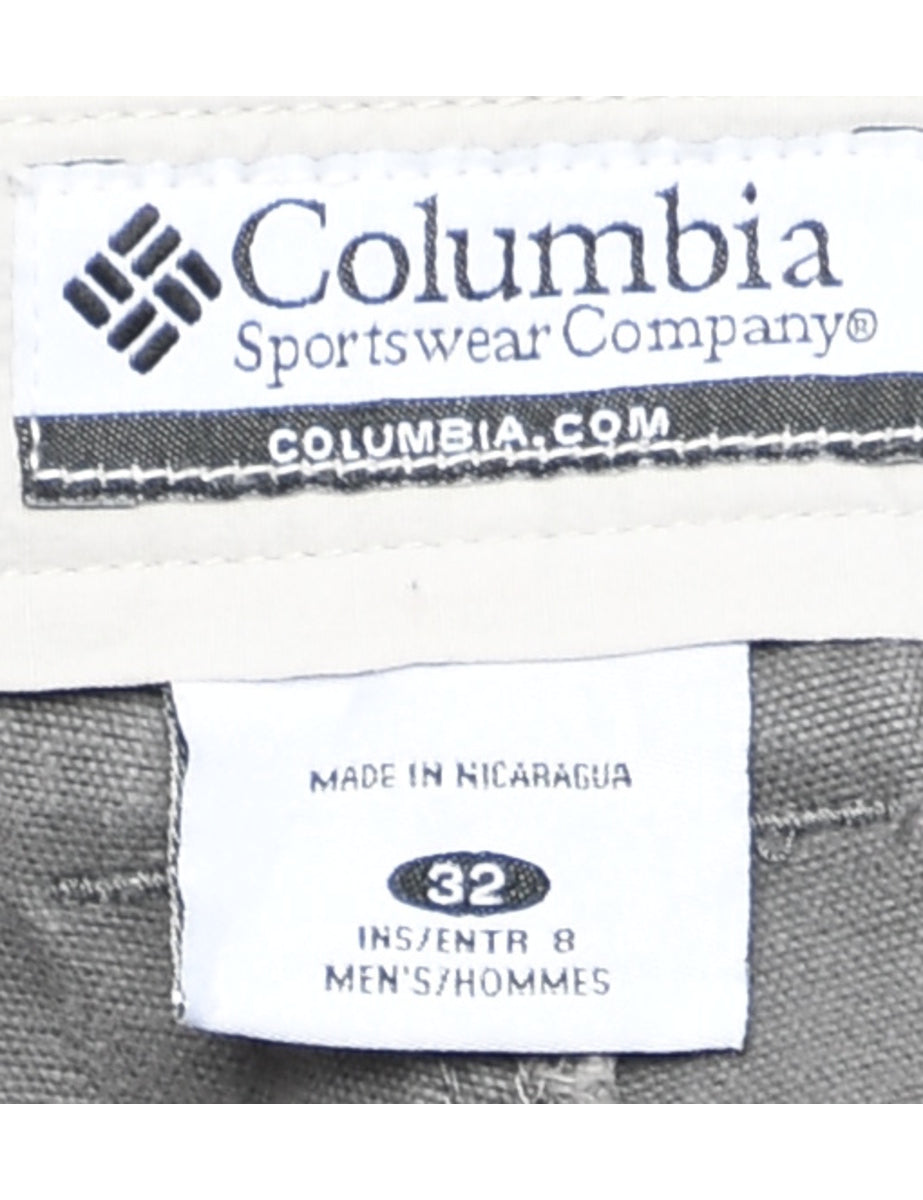 Columbia
Sportswear Company®
COLUMBIA.COM
MADE IN NICARAGUA
32
INS/ENTR 8
MEN'S/HOMMES